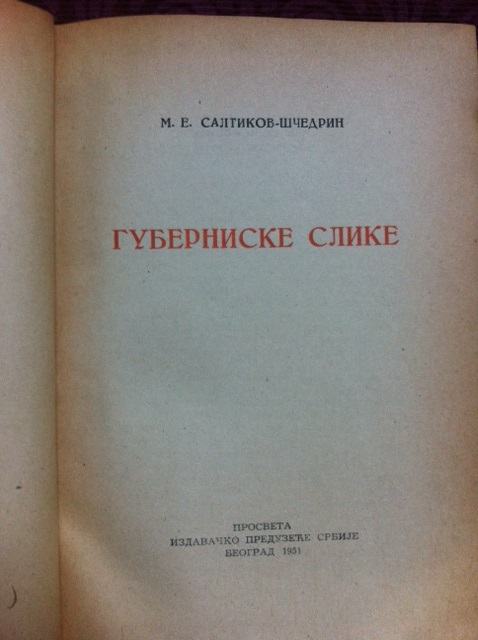 М. Е. САЛТИКОВ-ШЧЕДРИН
ГУБЕРНИСКЕ СЛИКЕ
ПРОСВЕТА
ИЗДАВАЧКО ПРЕДУЗЕЋЕ СРБИЈЕ
БЕОГРАД 1951